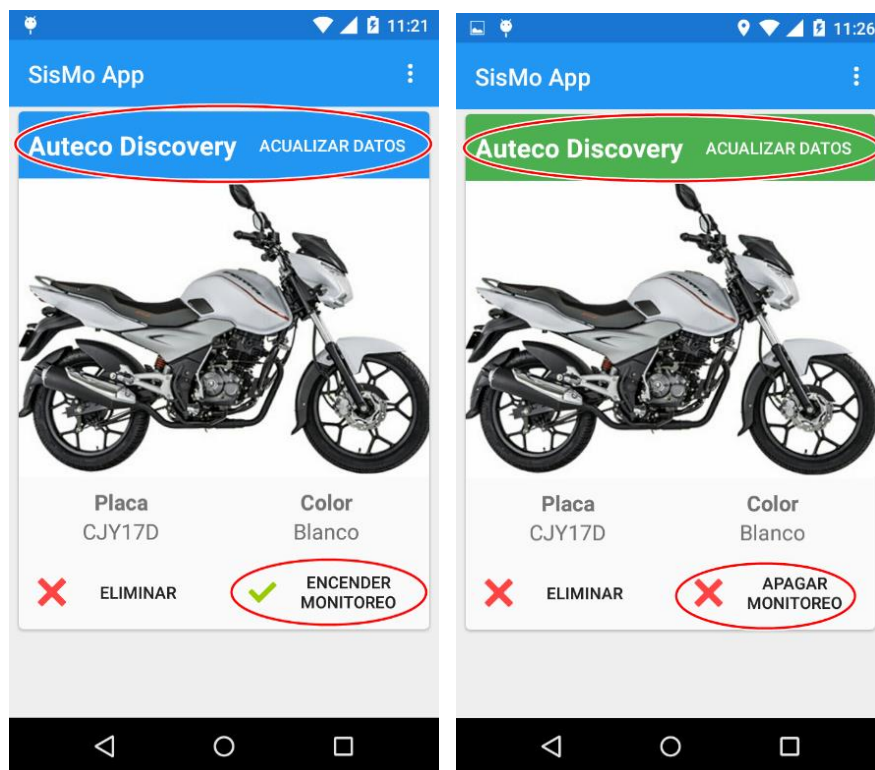 11:21
SisMo App
Auteco Discovery ACUALIZAR DATOS
Placa Color
CJY17D Blanco
ELIMINAR ENCENDER
MONITOREO
11:26
SisMo App
Auteco Discovery ACUALIZAR DATOS
Placa Color
CJY17D Blanco
ELIMINAR APAGAR
MONITOREO